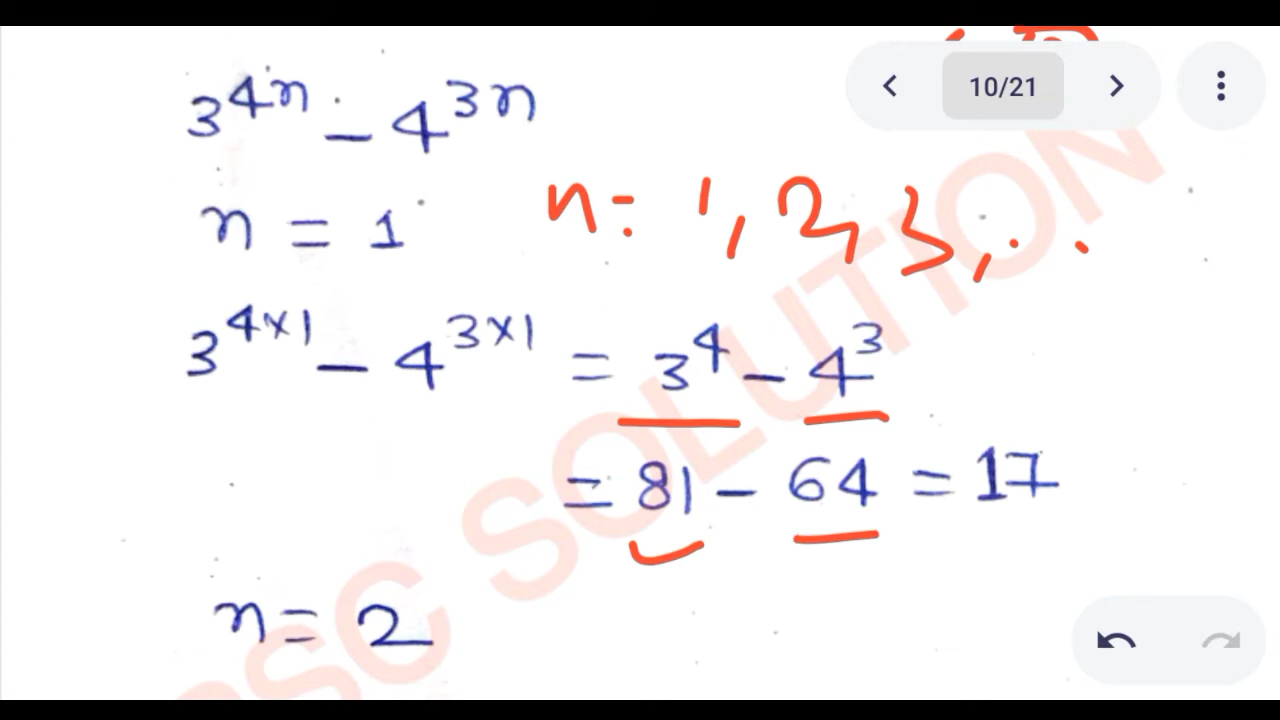 10/21
3^{4n} - 4^{3n}
n = 1 n = 1, 2, 3, . .
3^{4×1} - 4^{3×1} = 3^4 - 4^3
= 81 - 64 = 17
n = 2
SSC SOLUTION